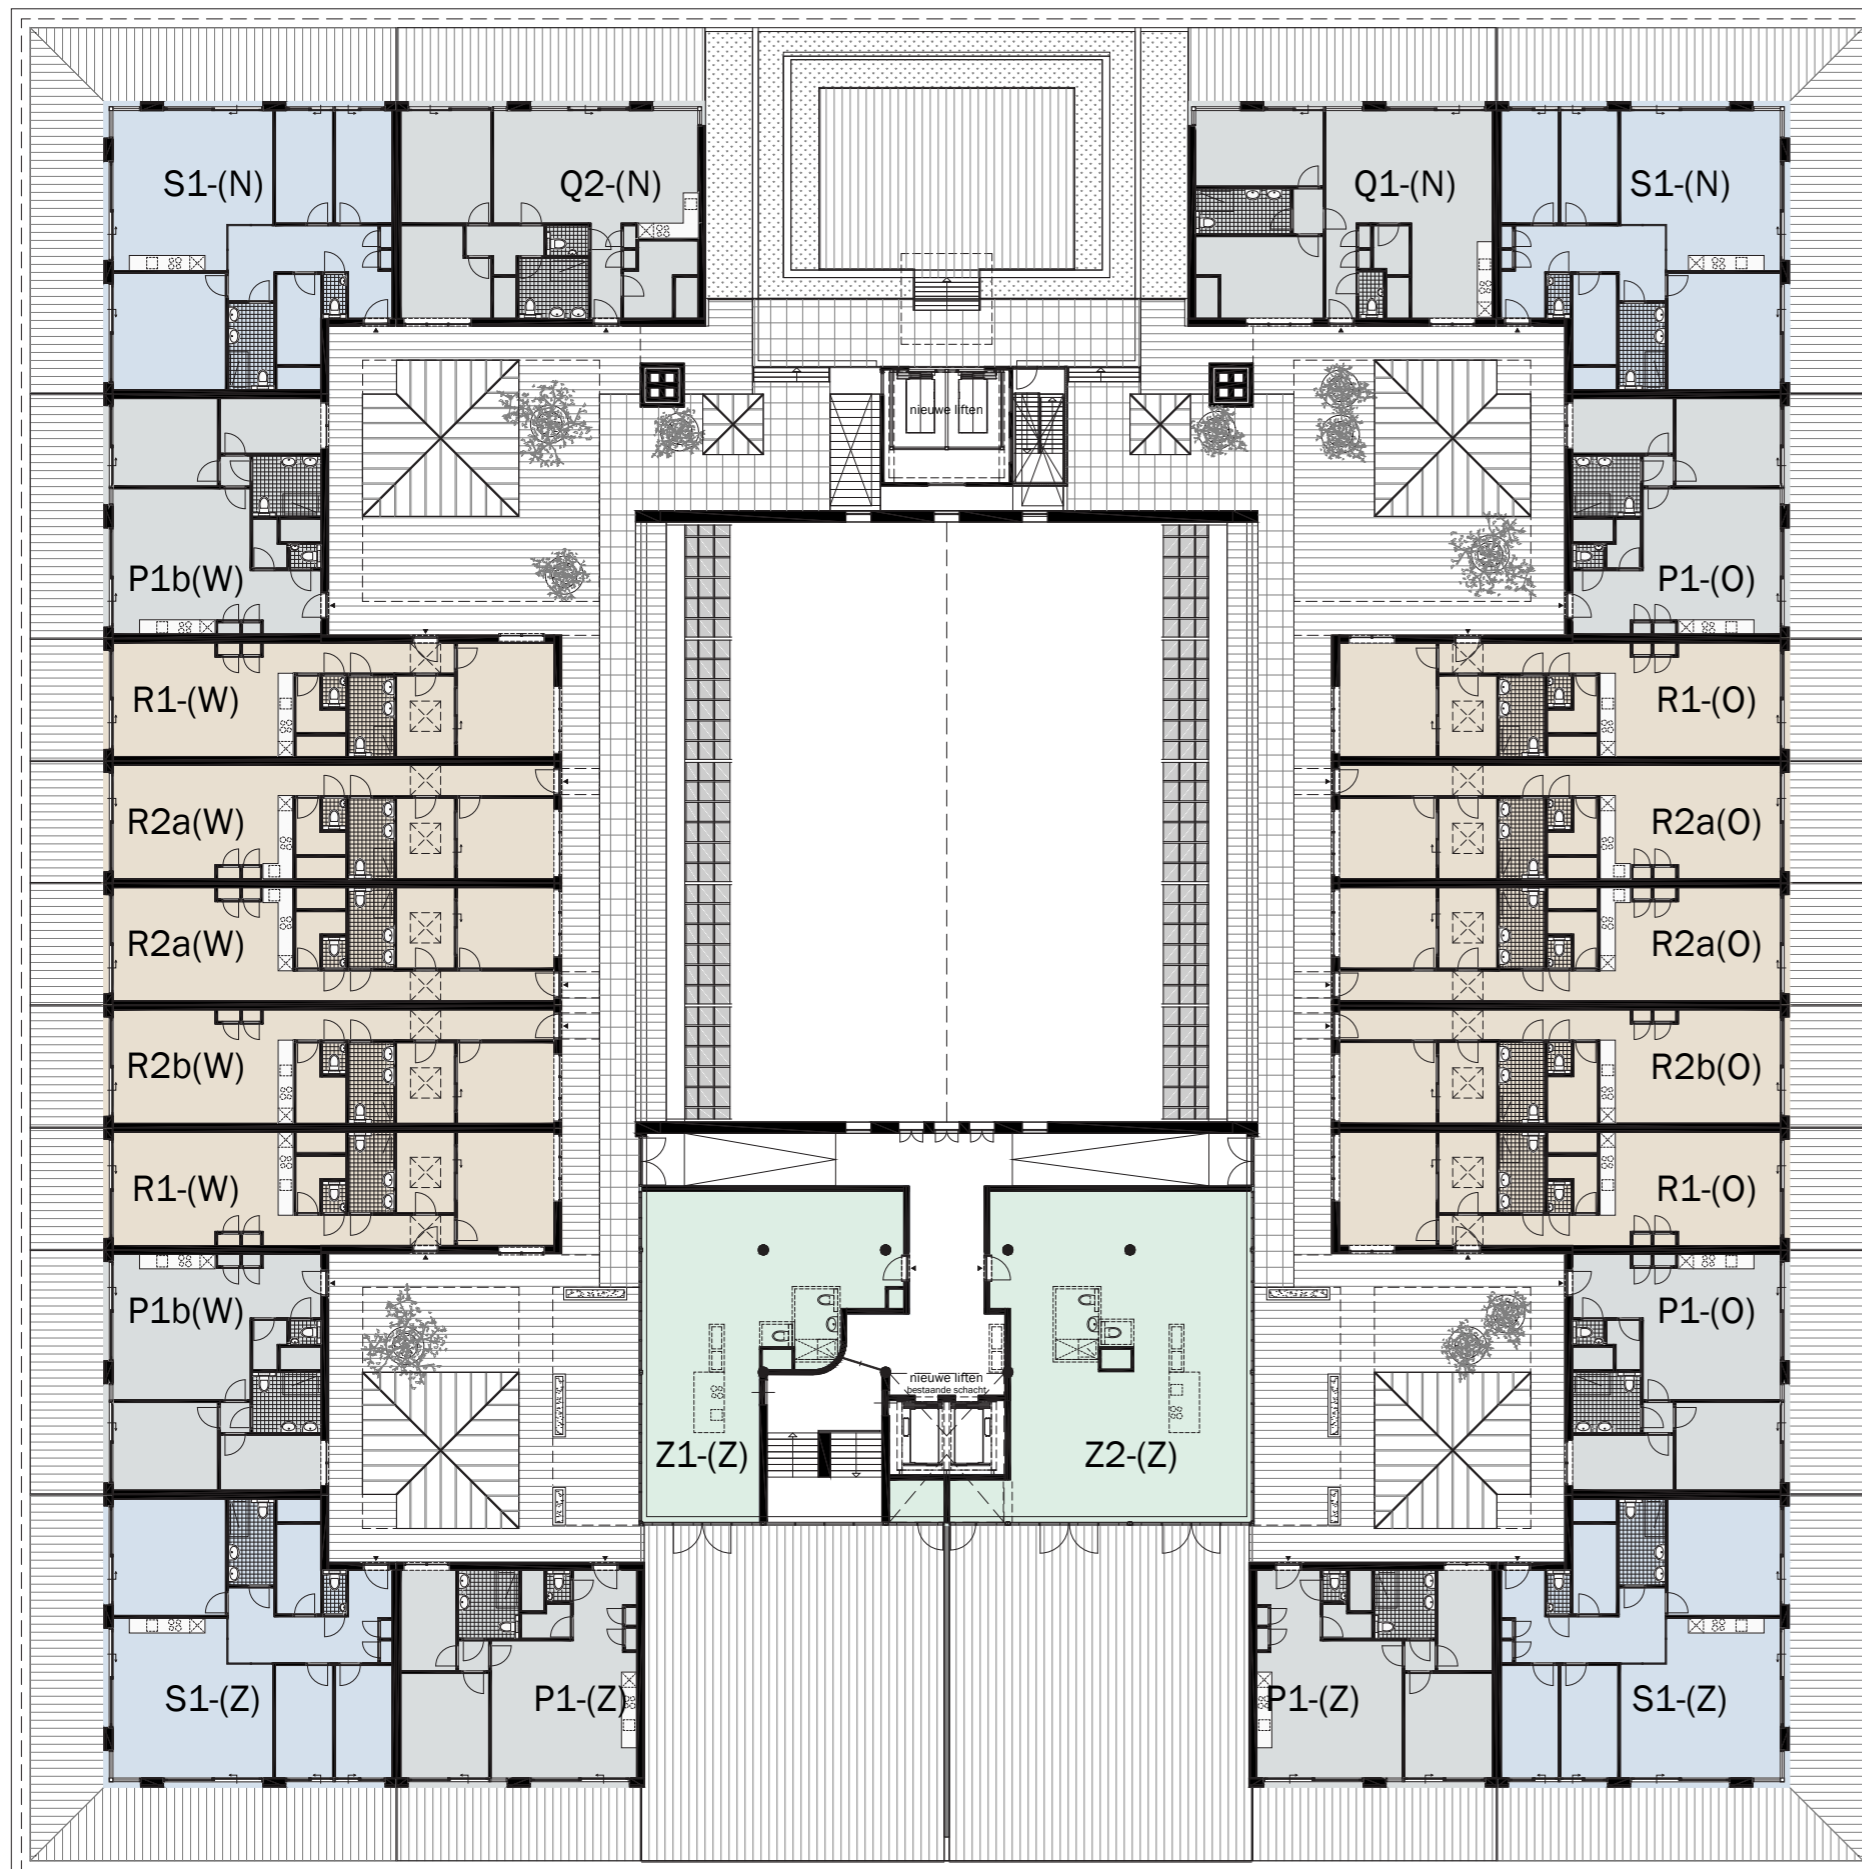 S1-(N)
Q2-(N)
Q1-(N)
S1-(N)
nieuwe liften
P1b(W)
P1-(O)
R1-(W)
R1-(O)
R2a(W)
R2a(O)
R2a(W)
R2a(O)
R2b(W)
R2b(O)
R1-(W)
R1-(O)
P1b(W)
P1-(O)
nieuwe liften
bestaande schacht
Z1-(Z)
Z2-(Z)
S1-(Z)
P1-(Z)
P1-(Z)
S1-(Z)